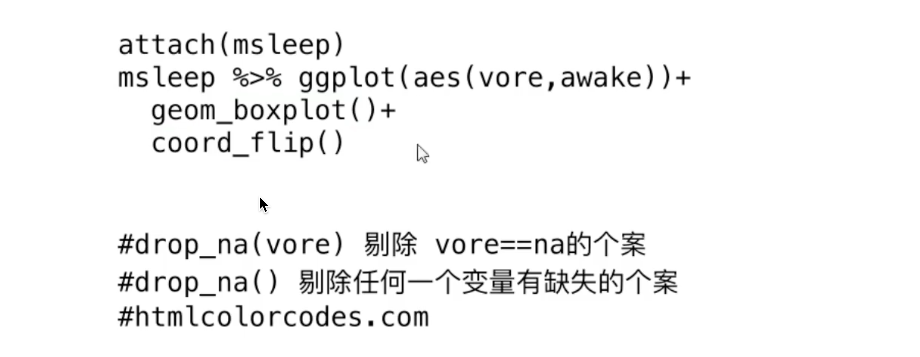 attach(msleep)
msleep %>% ggplot(aes(vore,awake))+
  geom_boxplot()+
  coord_flip()
#drop_na(vore) 剔除 vore==na的个案
#drop_na() 剔除任何一个变量有缺失的个案
#htmlcolorcodes.com